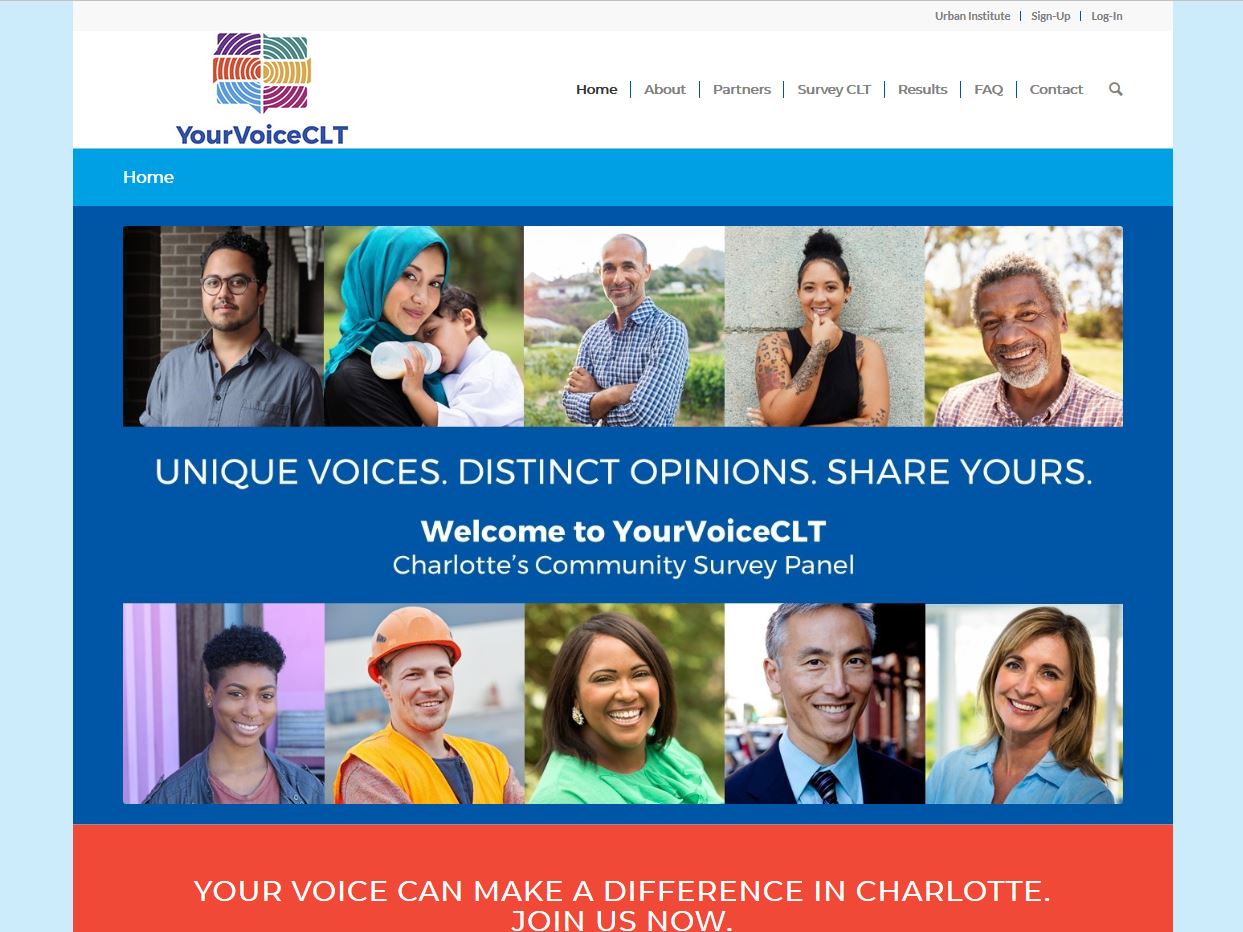 Urban Institute | Sign-Up | Log-In
YourVoiceCLT
Home | About | Partners | Survey CLT | Results | FAQ | Contact
Home
UNIQUE VOICES. DISTINCT OPINIONS. SHARE YOURS.
Welcome to YourVoiceCLT
Charlotte's Community Survey Panel
YOUR VOICE CAN MAKE A DIFFERENCE IN CHARLOTTE.
JOIN US NOW.